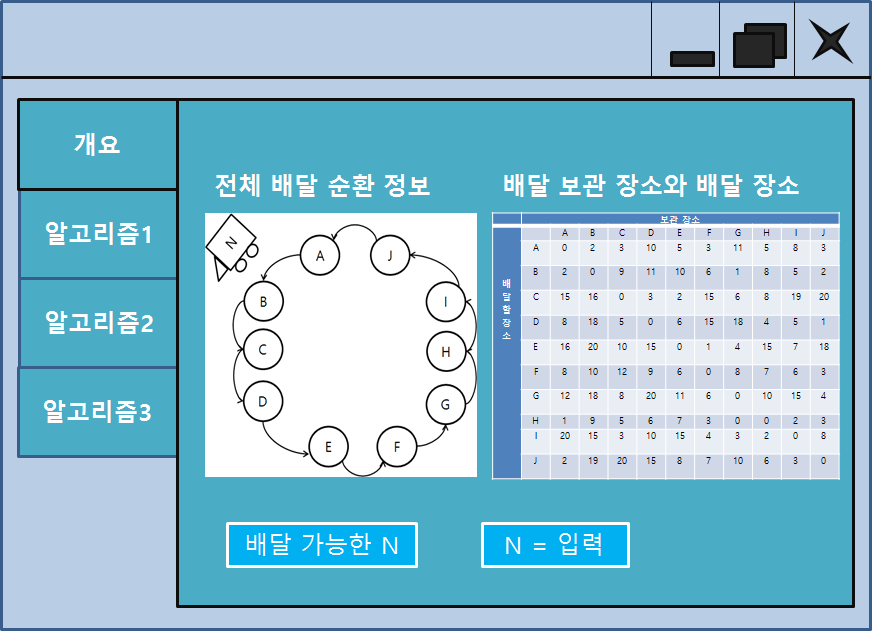 개요
알고리즘1
알고리즘2
알고리즘3
전체 배달 순환 정보
N
A
J
B
I
C
H
D
G
E
F
배달 보관 장소와 배달 장소
보관 장소
배달할장소
A B C D E F G H I J
A 0 2 3 10 5 3 11 5 8 3
B 2 0 9 11 10 6 1 8 5 2
C 15 16 0 3 2 15 6 8 19 20
D 8 18 5 0 6 15 18 4 5 1
E 16 20 10 15 0 1 4 15 7 18
F 8 10 12 9 6 0 8 7 6 3
G 12 18 8 20 11 6 0 10 15 4
H 1 9 5 6 7 3 0 0 2 3
I 20 15 3 10 15 4 3 2 0 8
J 2 19 20 15 8 7 10 6 3 0
배달 가능한 N
N = 입력